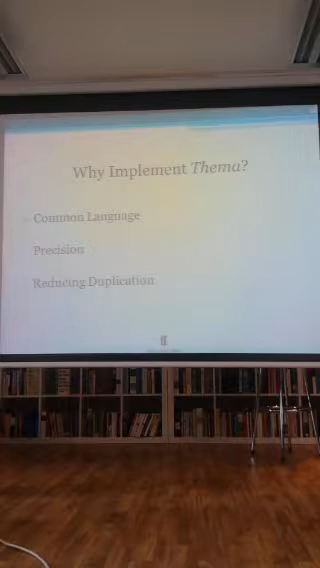 Why Implement Thema?
Common Language
Precision
Reducing Duplication